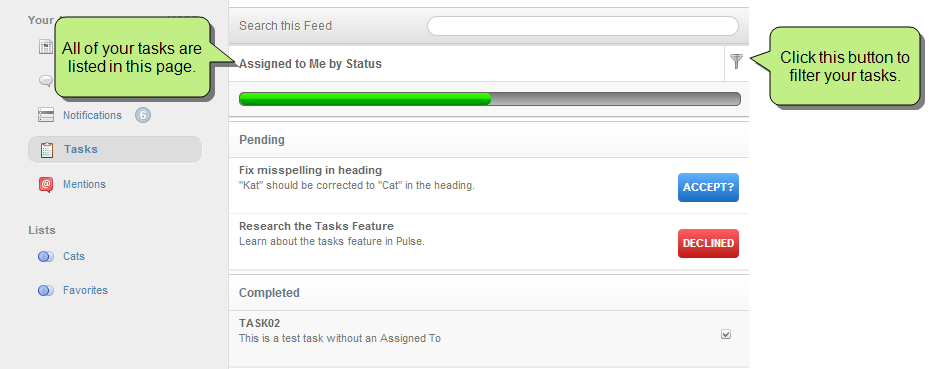 Your
Search this Feed
All of your tasks are
listed in this page.
Assigned to Me by Status
Click this button to
filter your tasks.
Notifications 6
Tasks
Mentions
Lists
Cats
Favorites
Pending
Fix misspelling in heading
"Kat" should be corrected to "Cat" in the heading.
ACCEPT?
Research the Tasks Feature
Learn about the tasks feature in Pulse.
DECLINED
Completed
TASK02
This is a test task without an Assigned To